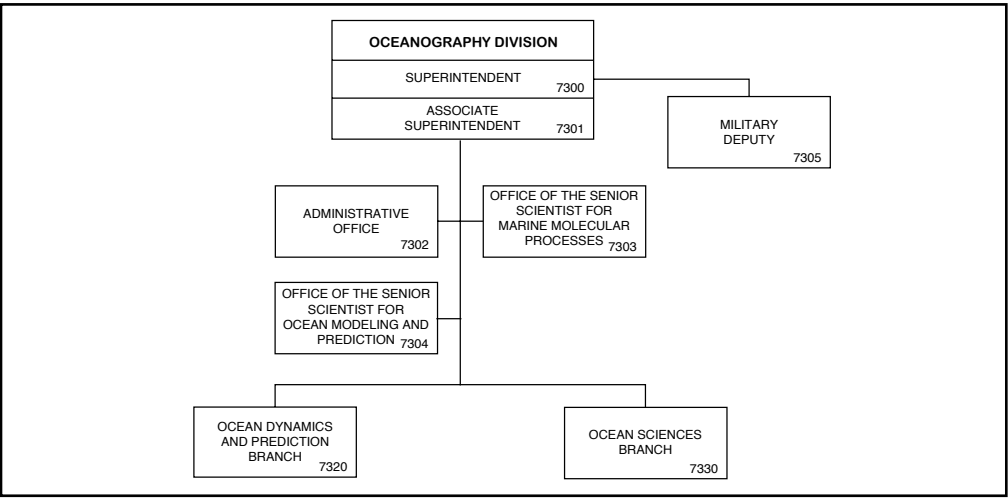 OCEANOGRAPHY DIVISION
SUPERINTENDENT
7300
ASSOCIATE
SUPERINTENDENT
7301
MILITARY
DEPUTY
7305
ADMINISTRATIVE
OFFICE
7302
OFFICE OF THE SENIOR
SCIENTIST FOR
MARINE MOLECULAR
PROCESSES 7303
OFFICE OF THE SENIOR
SCIENTIST FOR
OCEAN MODELING AND
PREDICTION 7304
OCEAN DYNAMICS
AND PREDICTION
BRANCH
7320
OCEAN SCIENCES
BRANCH
7330